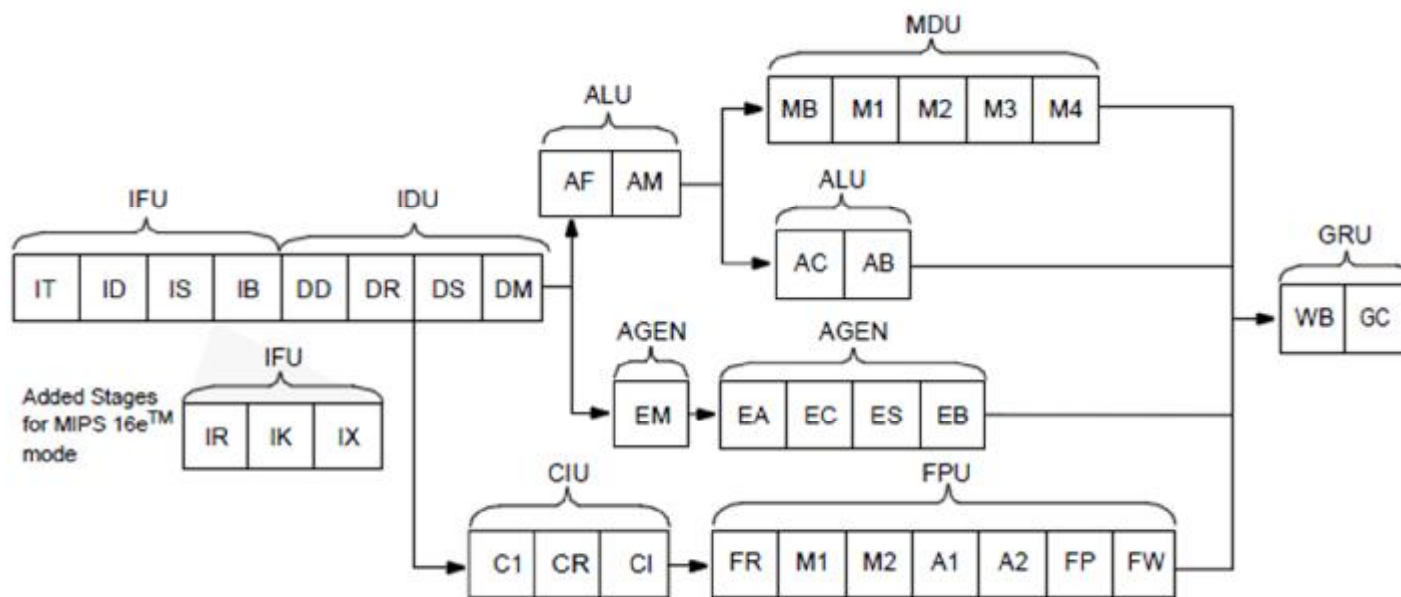 MDU
MB M1 M2 M3 M4
ALU
AF AM
ALU
AC AB
IFU IDU
IT ID IS IB DD DR DS DM
GRU
WB GC
AGEN AGEN
EM EA EC ES EB
IFU
Added Stages
for MIPS 16e™
mode
IR IK IX
CIU FPU
C1 CR CI FR M1 M2 A1 A2 FP FW